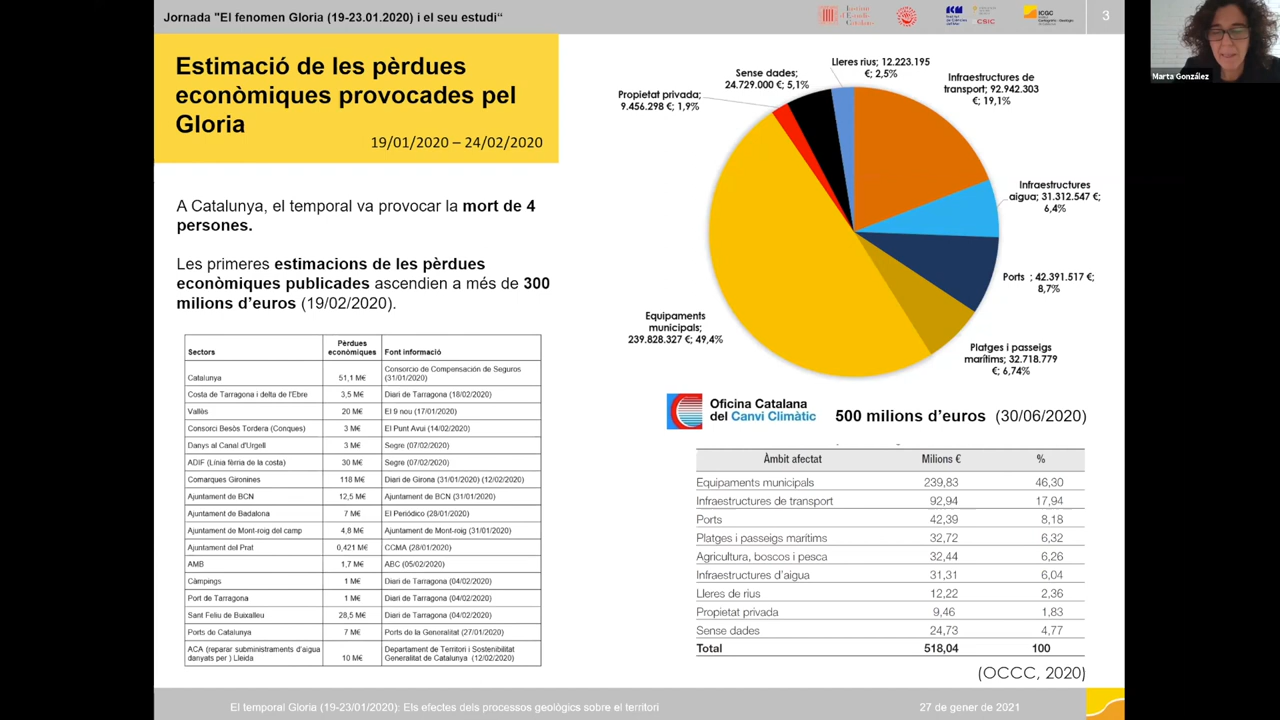 Jornada "El fenomen Gloria (19-23.01.2020) i el seu estudi“
CSIC
ICGC
3
Marta González
Estimació de les pèrdues
econòmiques provocades pel
Gloria
19/01/2020 – 24/02/2020
A Catalunya, el temporal va provocar la mort de 4
persones.
Les primeres estimacions de les pèrdues
econòmiques publicades ascendien a més de 300
milions d’euros (19/02/2020).
Sectors Pèrdues econòmiques Font informació
Catalunya 51,1 M€ Consorcio de Compensación de Seguros (31/01/2020)
Costa de Tarragona i delta de l'Ebre 3,5 M€ Diari de Tarragona (18/02/2020)
Vallès 20 M€ El 9 nou (17/01/2020)
Consorci Besòs Tordera (Conques) 3 M€ El Punt Avui (14/02/2020)
Danys al Canal d'Urgell 3 M€ Segre (07/02/2020)
ADIF (Línia fèrria de la costa) 30 M€ Segre (07/02/2020)
Comarques Gironines 118 M€ Diari de Girona (31/01/2020) (12/02/2020)
Ajuntament de BCN 12,5 M€ Ajuntament de BCN (31/01/2020)
Ajuntament de Badalona 7 M€ El Periódico (28/01/2020)
Ajuntament de Mont-roig del camp 4,8 M€ Ajuntament de Mont-roig (31/01/2020)
Ajuntament del Prat 0,421 M€ CCMA (28/01/2020)
AMB 1,7 M€ ABC (05/02/2020)
Càmpings 1 M€ Diari de Tarragona (04/02/2020)
Port de Tarragona 1 M€ Diari de Tarragona (04/02/2020)
Sant Feliu de Buixalleu 28,5 M€ Diari de Tarragona (04/02/2020)
Ports de Catalunya 7 M€ Ports de la Generalitat (27/01/2020)
ACA (reparar subministraments d'aigua danyats per ) Lleida 10 M€ Departament de Territori i Sostenibilitat Generalitat de Catalunya (12/02/2020)
Lleres rius; 12.223.195
€; 2,5%
Sense dades;
24.729.000 €; 5,1%
Propietat privada;
9.456.298 €; 1,9%
Infraestructures de
transport; 92.942.303
€; 19,1%
Infraestructures
aigua; 31.312.547 €;
6,4%
Ports ; 42.391.517 €;
8,7%
Platges i passeigs
marítims; 32.718.779
€; 6,74%
Equipaments
municipals;
239.828.327 €; 49,4%
Oficina Catalana
del Canvi Climàtic
500 milions d’euros (30/06/2020)
Àmbit afectat Milions € %
Equipaments municipals 239,83 46,30
Infraestructures de transport 92,94 17,94
Ports 42,39 8,18
Platges i passeigs marítims 32,72 6,32
Agricultura, boscos i pesca 32,44 6,26
Infraestructures d’aigua 31,31 6,04
Lleres de rius 12,22 2,36
Propietat privada 9,46 1,83
Sense dades 24,73 4,77
Total 518,04 100
(OCCC, 2020)
El temporal Gloria (19-23/01/2020): Els efectes dels processos geològics sobre el territori
27 de gener de 2021